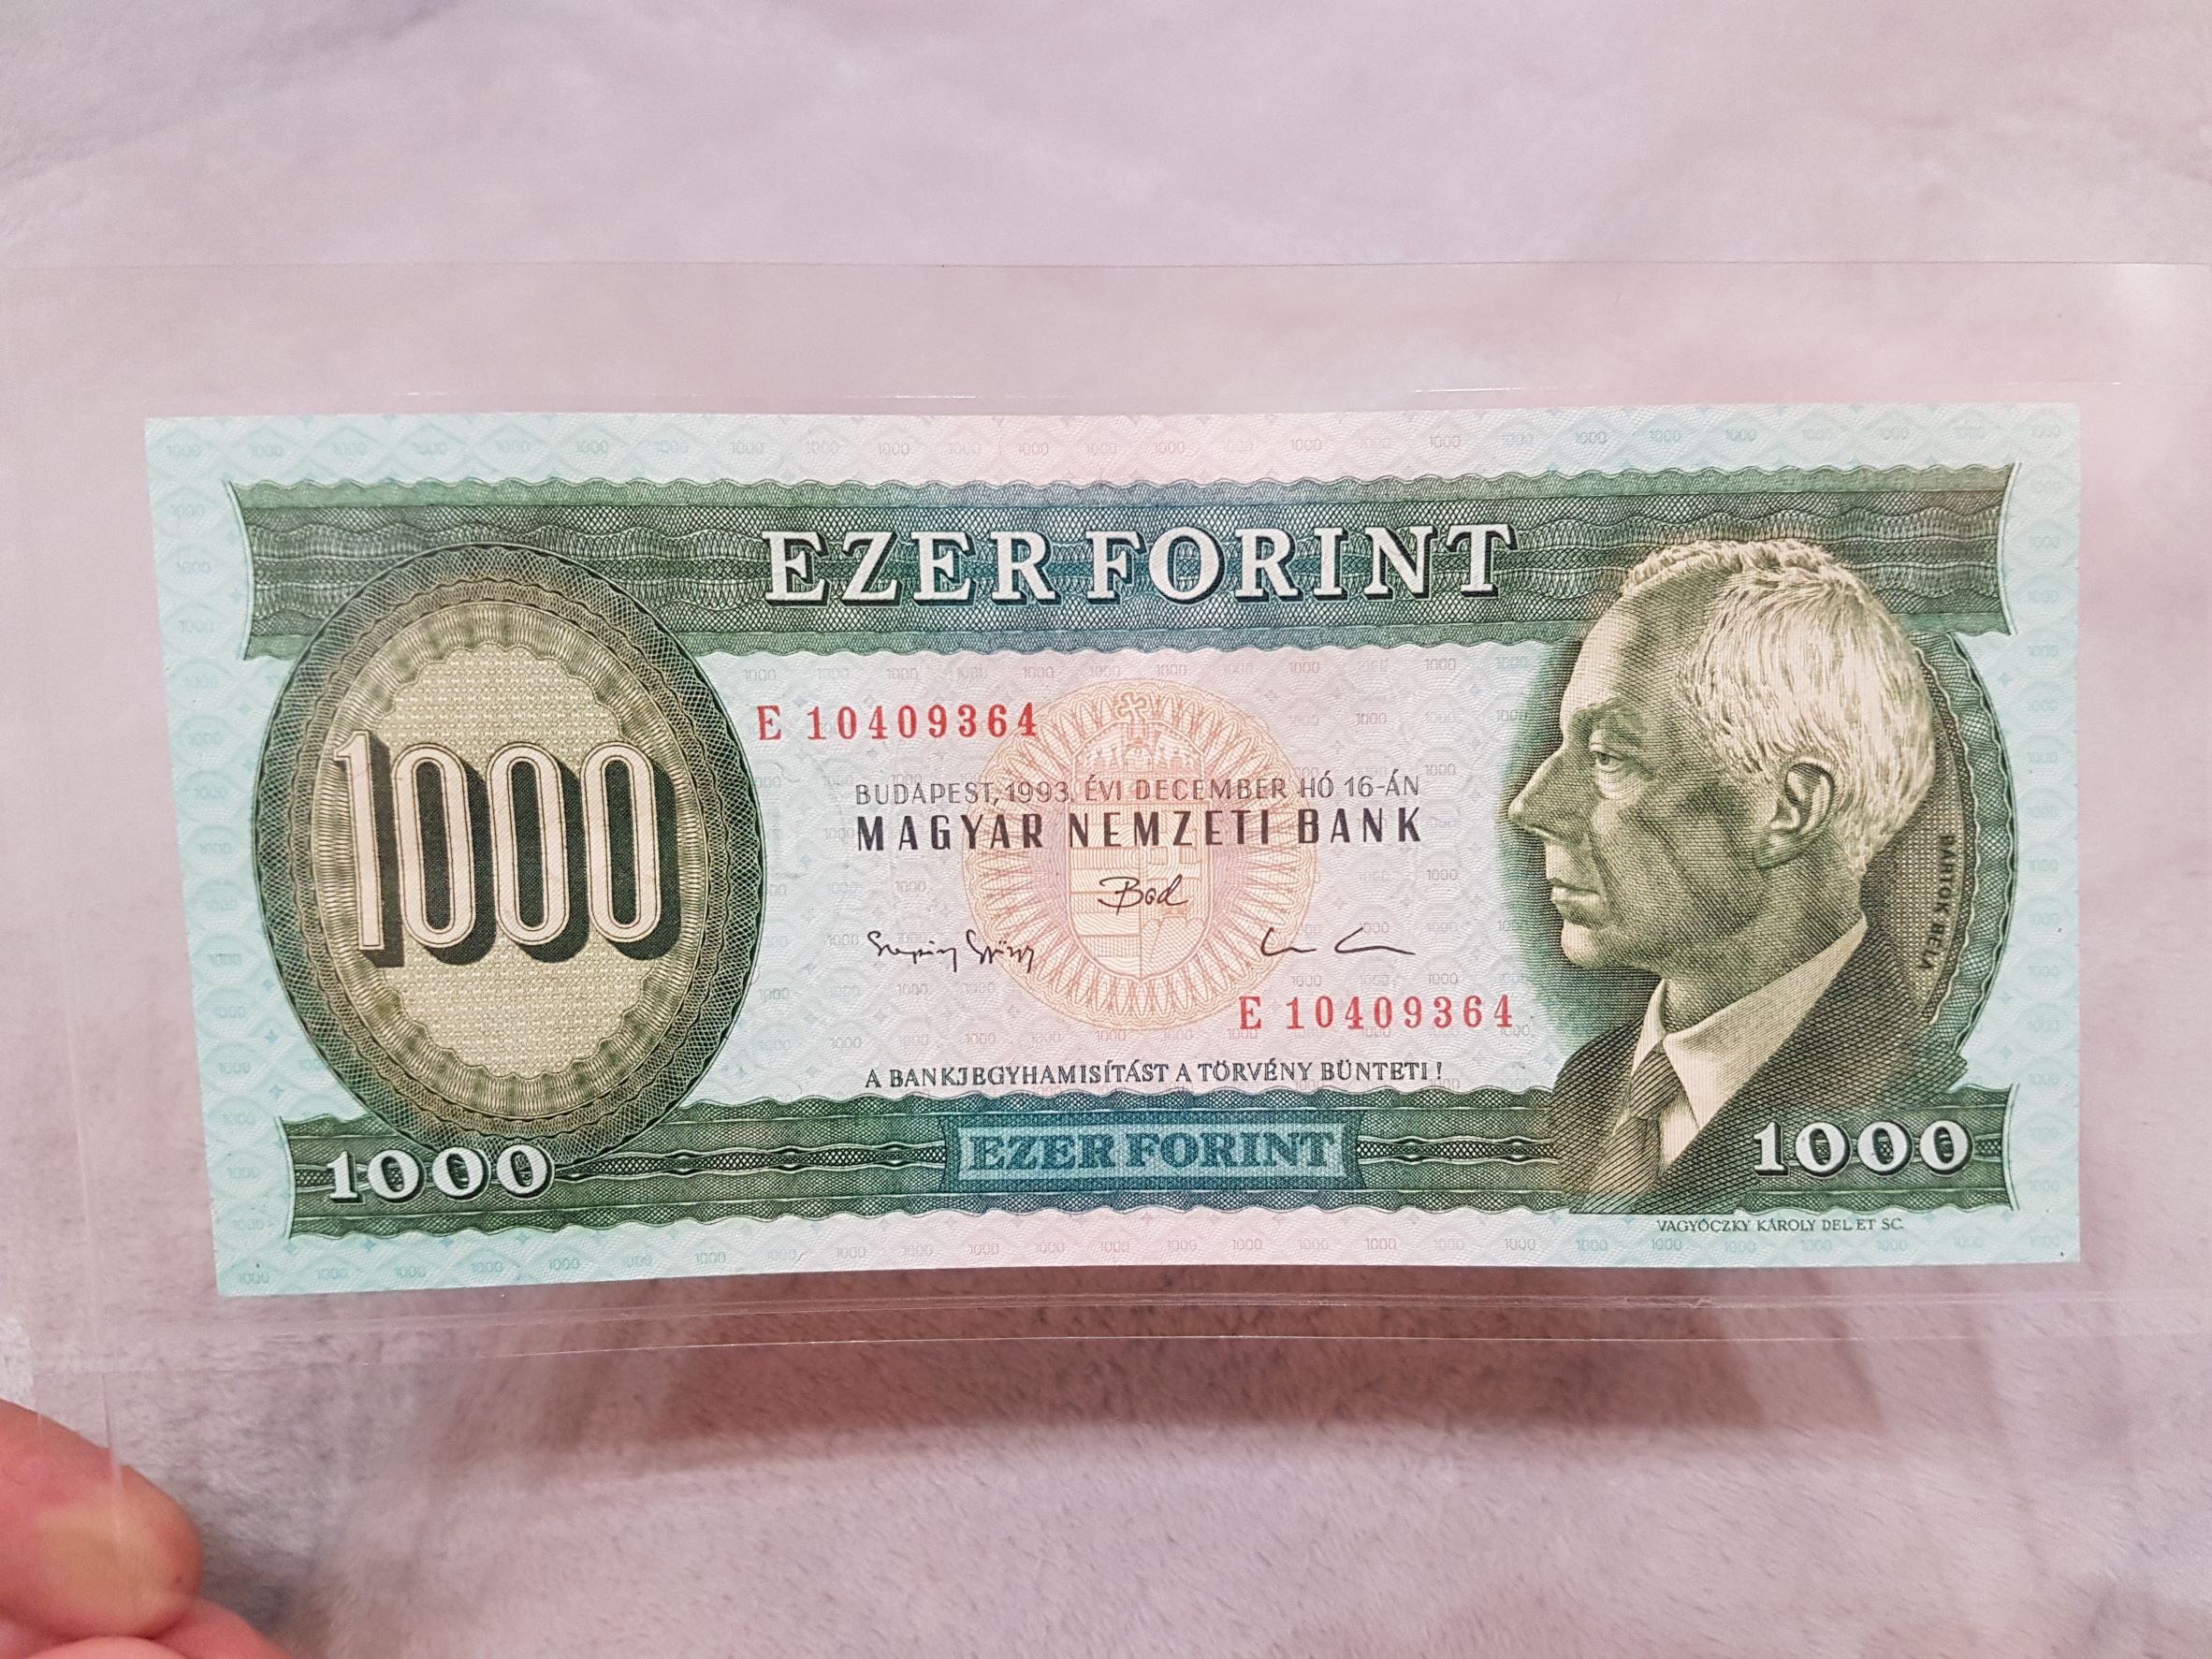 EZER FORINT
1000
E 10409364
BUDAPEST, 1993. ÉVI DECEMBER HÓ 16-ÁN
MAGYAR NEMZETI BANK
Bod
E 10409364
A BANKJEGYHAMISÍTÁST A TÖRVÉNY BÜNTETI!
BARTÓK BÉLA
1000
EZER FORINT
1000
VAGYÓCZKY KÁROLY DEL. ET SC.